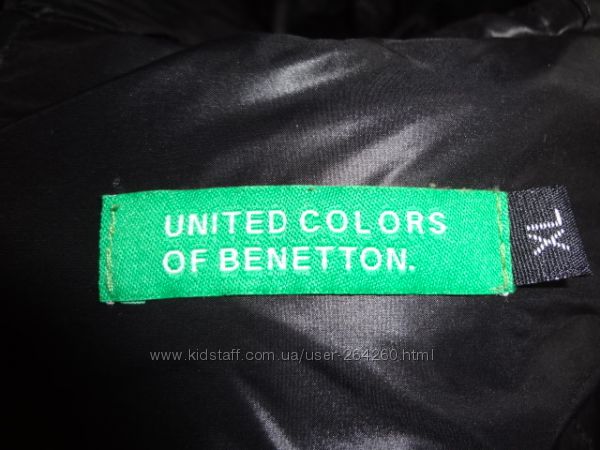 UNITED COLORS
OF BENETTON.
XL
www.kidstaff.com.ua/user-264260.html